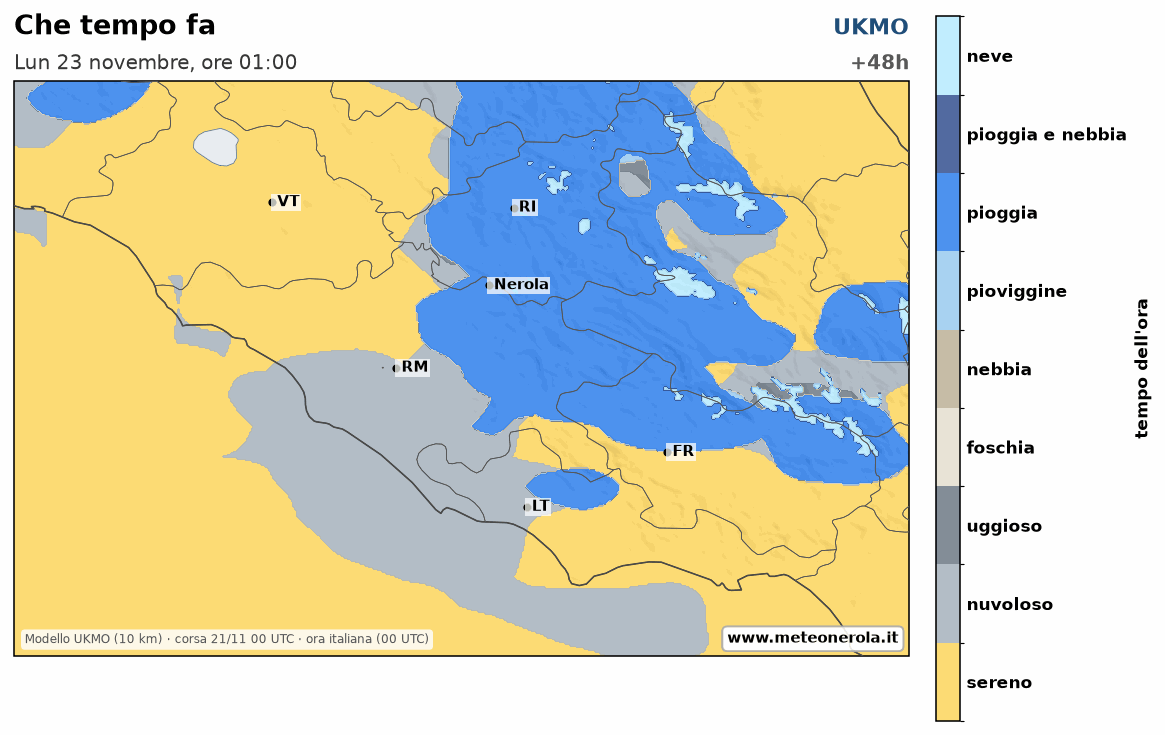 Che tempo fa
UKMO
Lun 23 novembre, ore 01:00
+48h
VT
RI
Nerola
RM
FR
LT
Modello UKMO (10 km) · corsa 21/11 00 UTC · ora italiana (00 UTC)
www.meteonerola.it
neve
pioggia e nebbia
pioggia
pioviggine
nebbia
foschia
uggioso
nuvoloso
sereno
tempo dell'ora